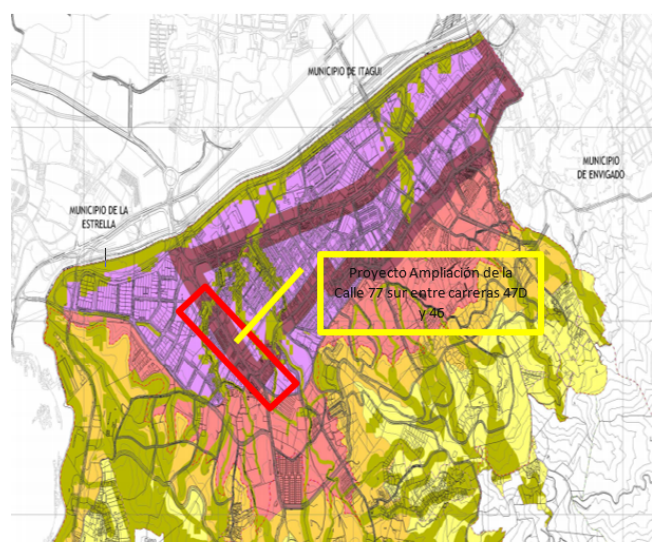 MUNICIPIO DE ITAGUI
MUNICIPIO
DE ENVIGADO
MUNICIPIO DE LA
ESTRELLA
Proyecto Ampliación de la
Calle 77 sur entre carreras 47D
y 46